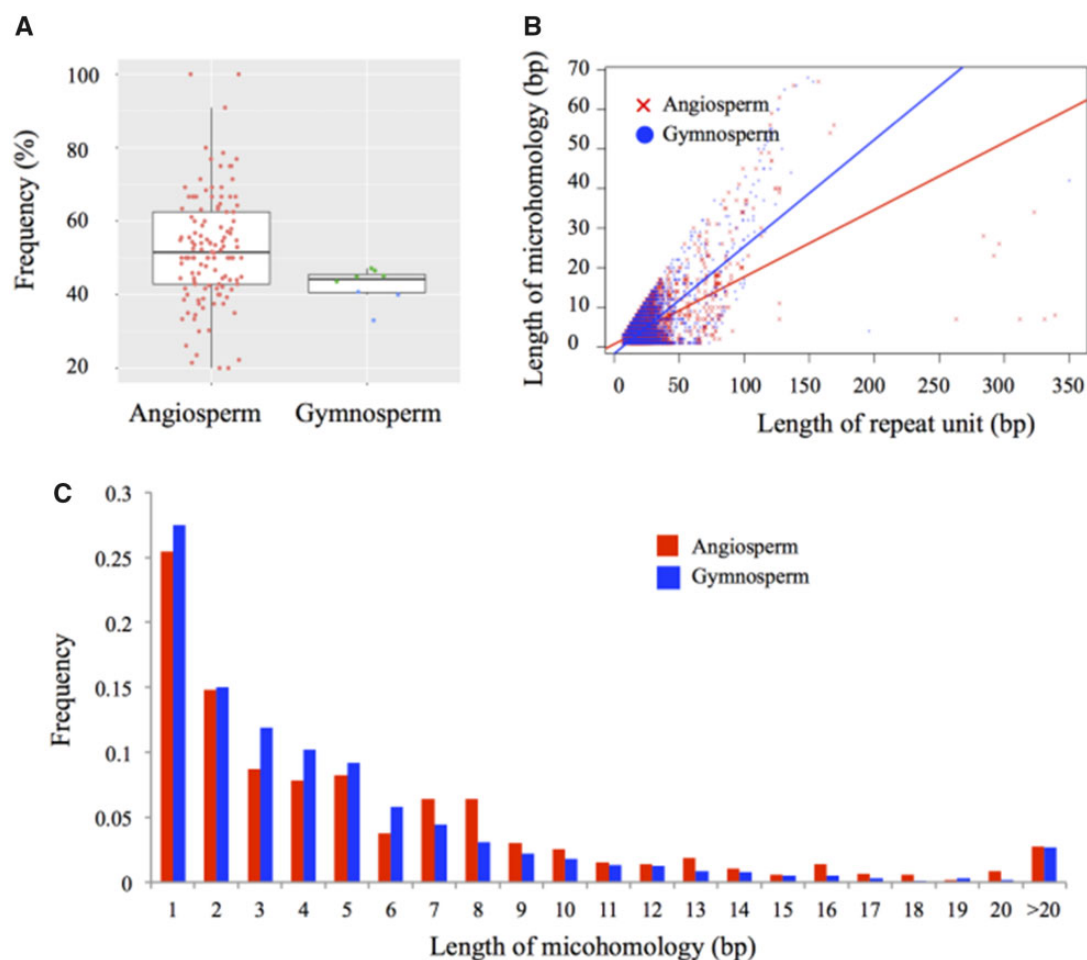 A
Frequency (%)
100
80
60
40
20
Angiosperm Gymnosperm
B
Length of microhomology (bp)
70
60
50
40
30
20
10
0
Angiosperm
Gymnosperm
0 50 100 150 200 250 300 350
Length of repeat unit (bp)
C
Frequency
0.3
0.25
0.2
0.15
0.1
0.05
0
Angiosperm
Gymnosperm
1 2 3 4 5 6 7 8 9 10 11 12 13 14 15 16 17 18 19 20 >20
Length of micohomology (bp)